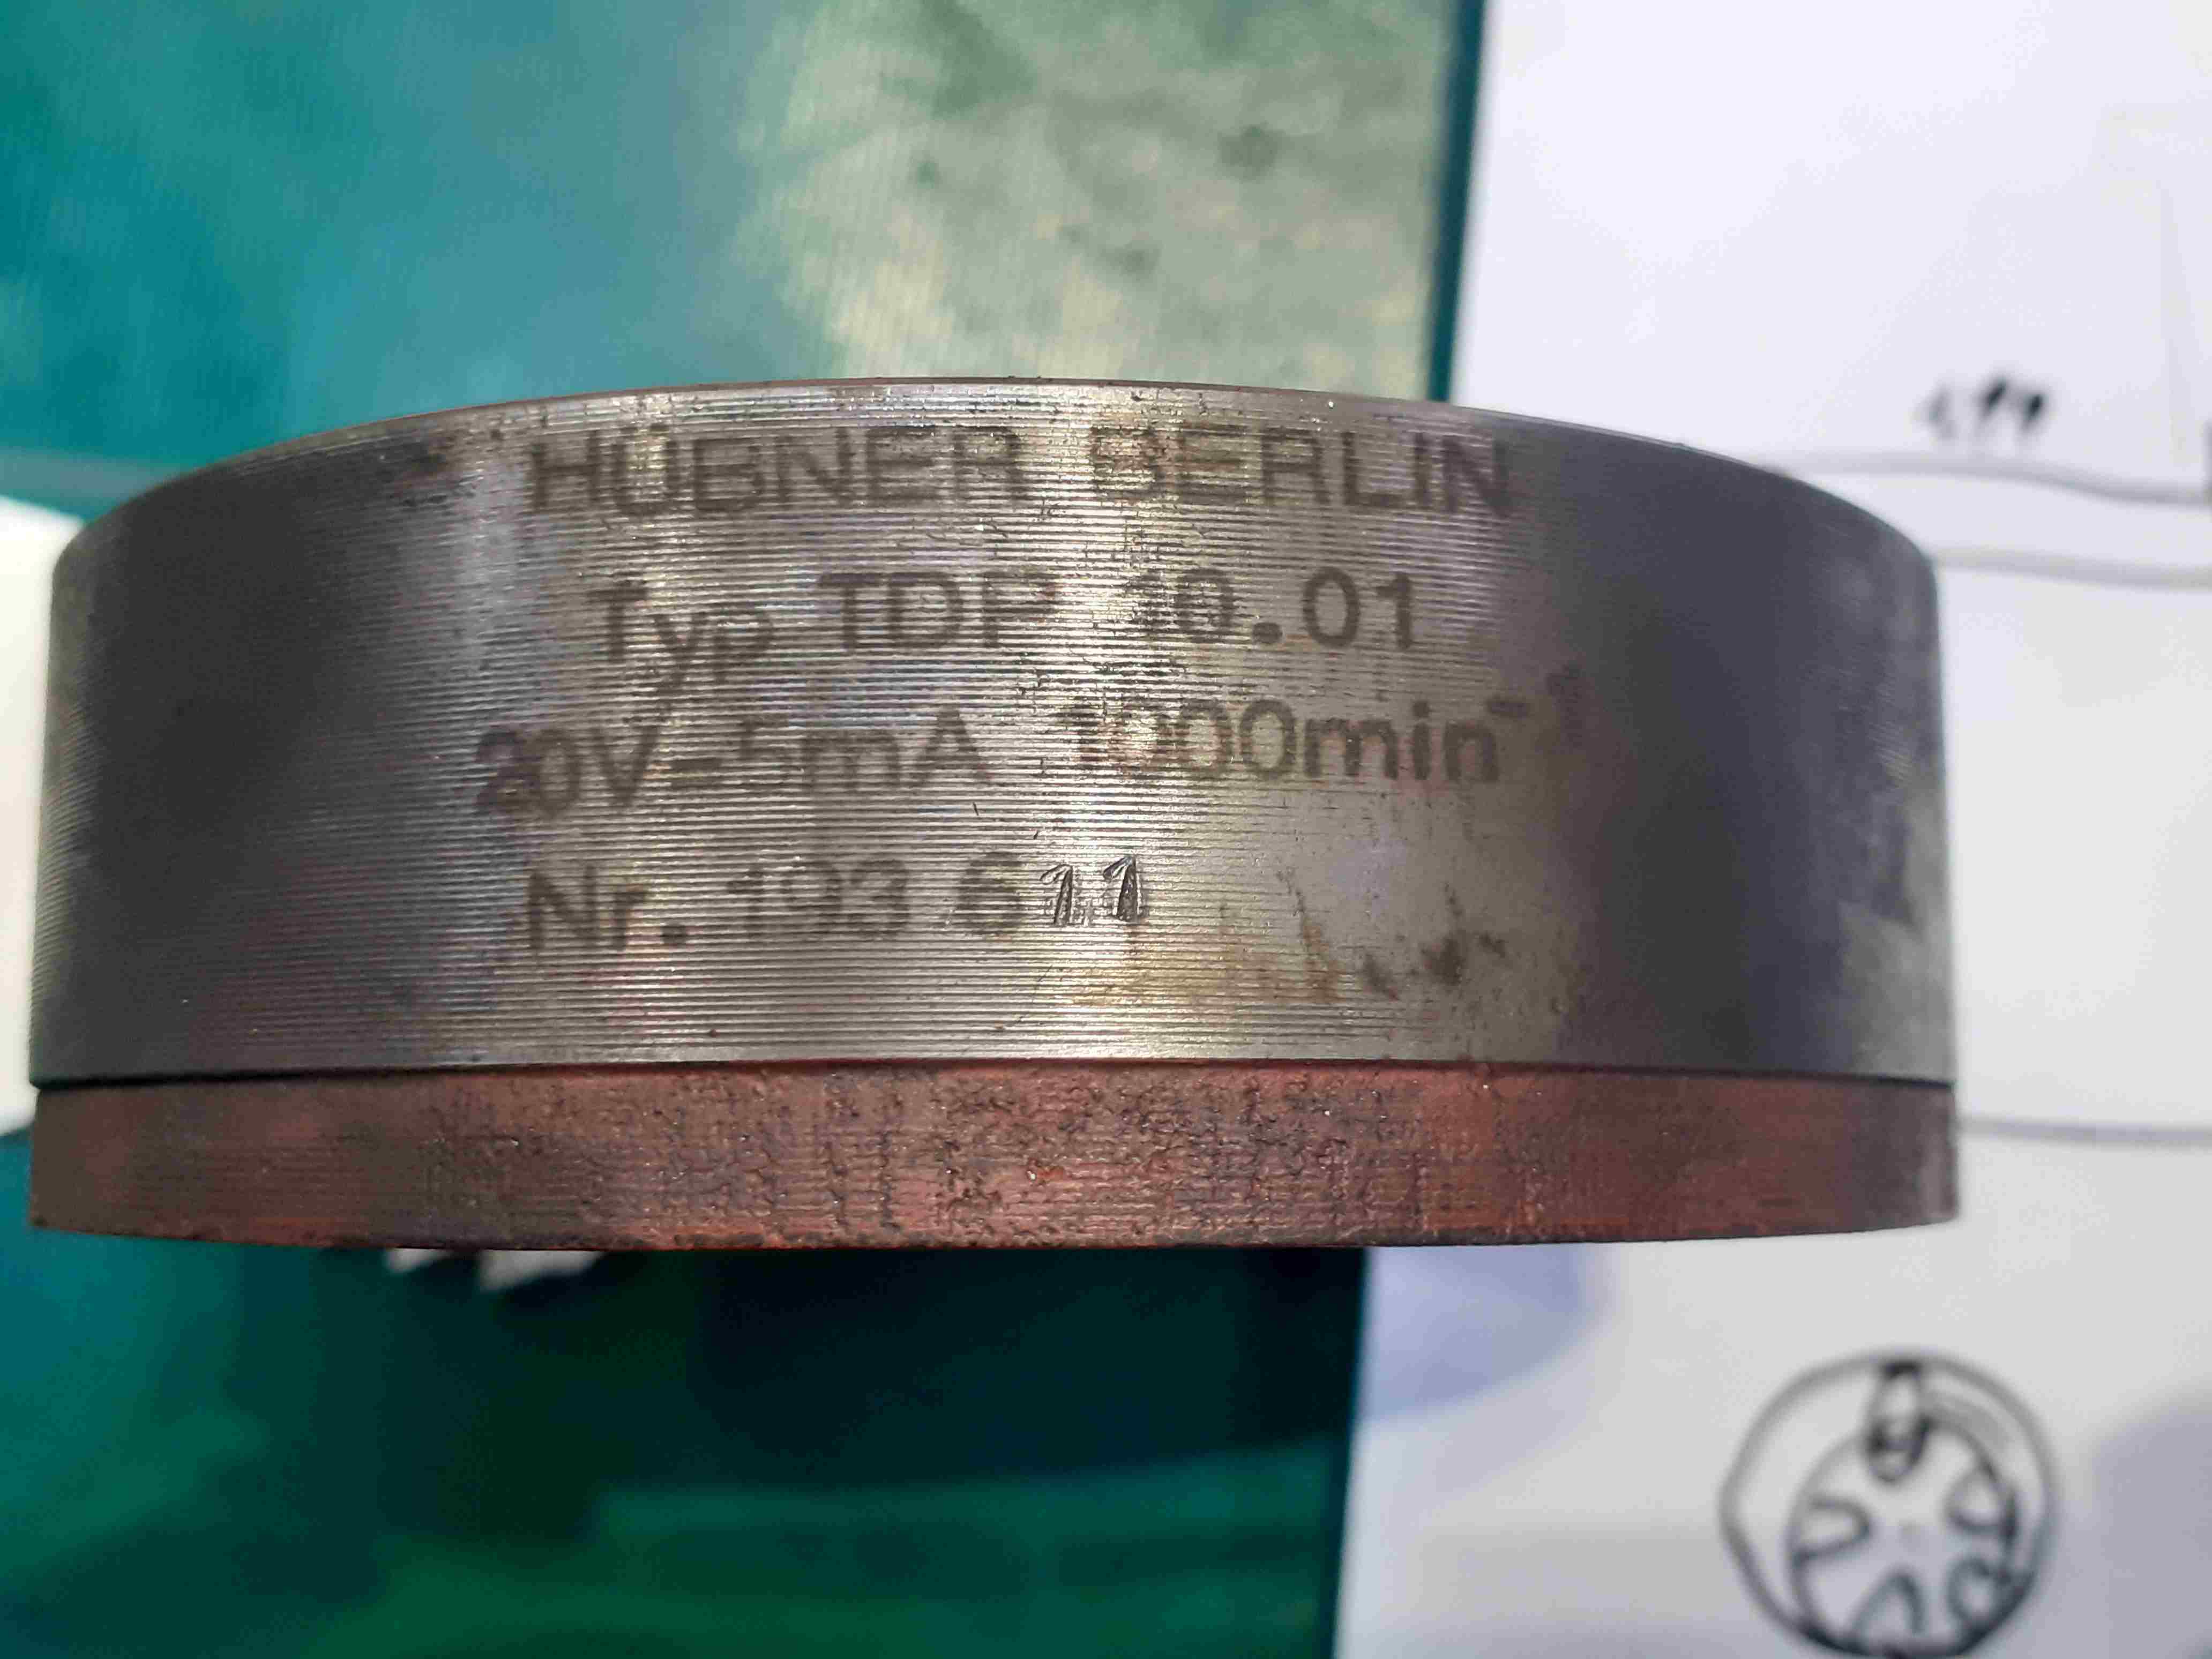 HÜBNER BERLIN
Typ TDP 10.01
20V-5mA 1000min⁻¹
Nr. 193 611